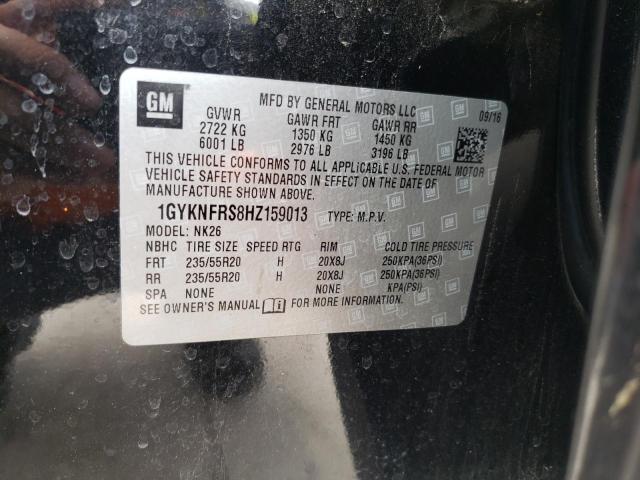 GM
MFD BY GENERAL MOTORS LLC
09/16
GVWR GAWR FRT GAWR RR
2722 KG 1350 KG 1450 KG
6001 LB 2976 LB 3196 LB
THIS VEHICLE CONFORMS TO ALL APPLICABLE U.S. FEDERAL MOTOR
VEHICLE SAFETY STANDARDS IN EFFECT ON THE DATE OF
MANUFACTURE SHOWN ABOVE.
1GYKNFRS8HZ159013 TYPE: M.P.V.
MODEL: NK26
NBHC TIRE SIZE SPEED RTG RIM COLD TIRE PRESSURE
FRT 235/55R20 H 20X8J 250KPA(36PSI)
RR 235/55R20 H 20X8J 250KPA(36PSI)
SPA NONE NONE KPA(PSI)
SEE OWNER'S MANUAL FOR MORE INFORMATION.